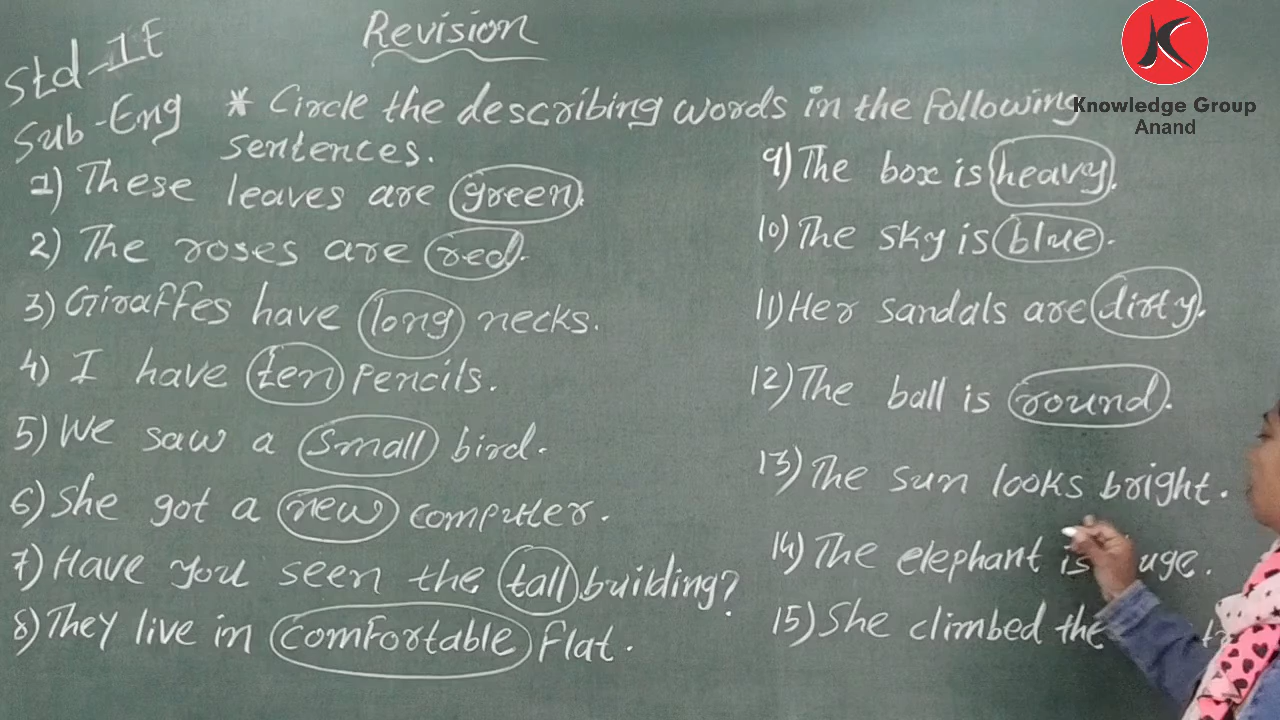 Std-1E
Sub-Eng
Revision
* Circle the describing words in the following
sentences.
1) These leaves are green.
2) The roses are red.
3) Giraffes have long necks.
4) I have ten pencils.
5) We saw a small bird.
6) She got a new computer.
7) Have you seen the tall building?
8) They live in comfortable flat.
9) The box is heavy.
10) The sky is blue.
11) Her sandals are dirty.
12) The ball is round.
13) The sun looks bright.
14) The elephant is uge.
15) She climbed the
K
Knowledge Group
Anand